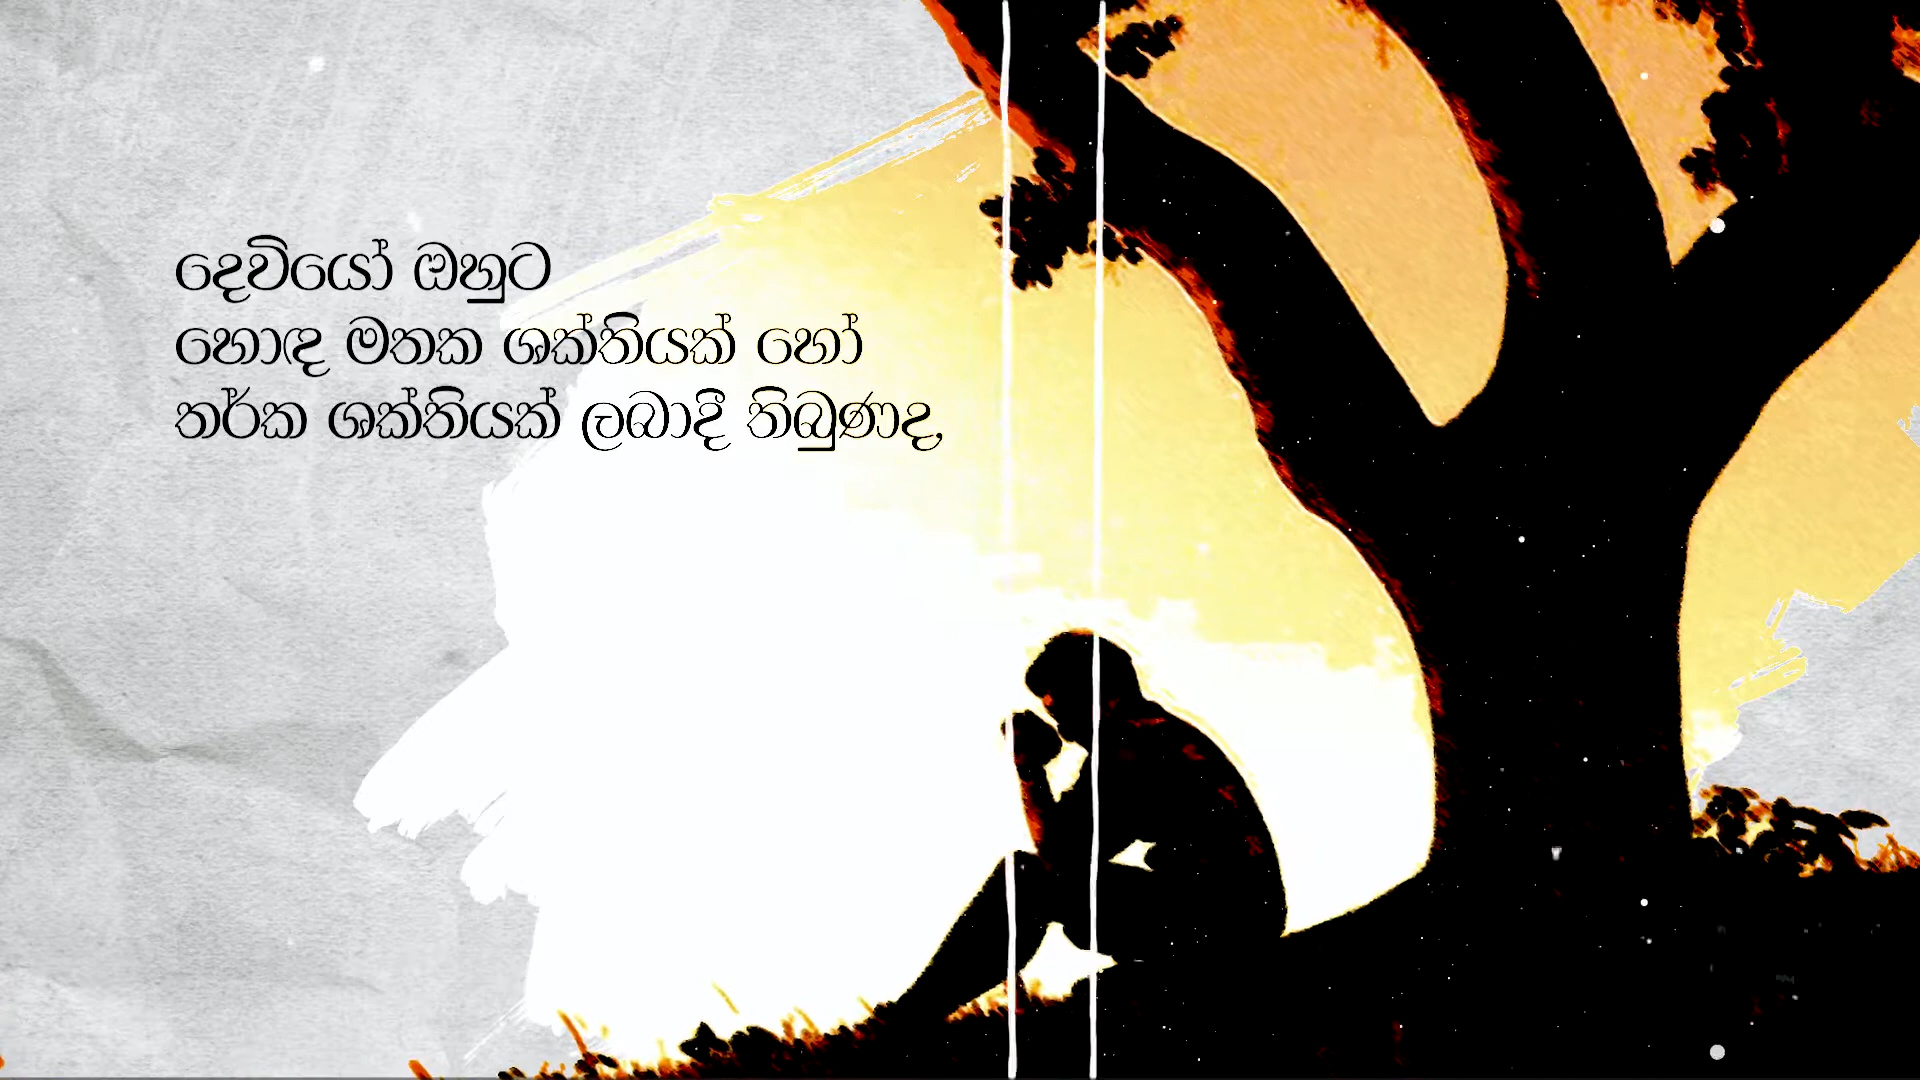 දෙවියෝ ඔහුට
හොඳ මතක ශක්තියක් හෝ
තර්ක ශක්තියක් ලබාදී තිබුණද,